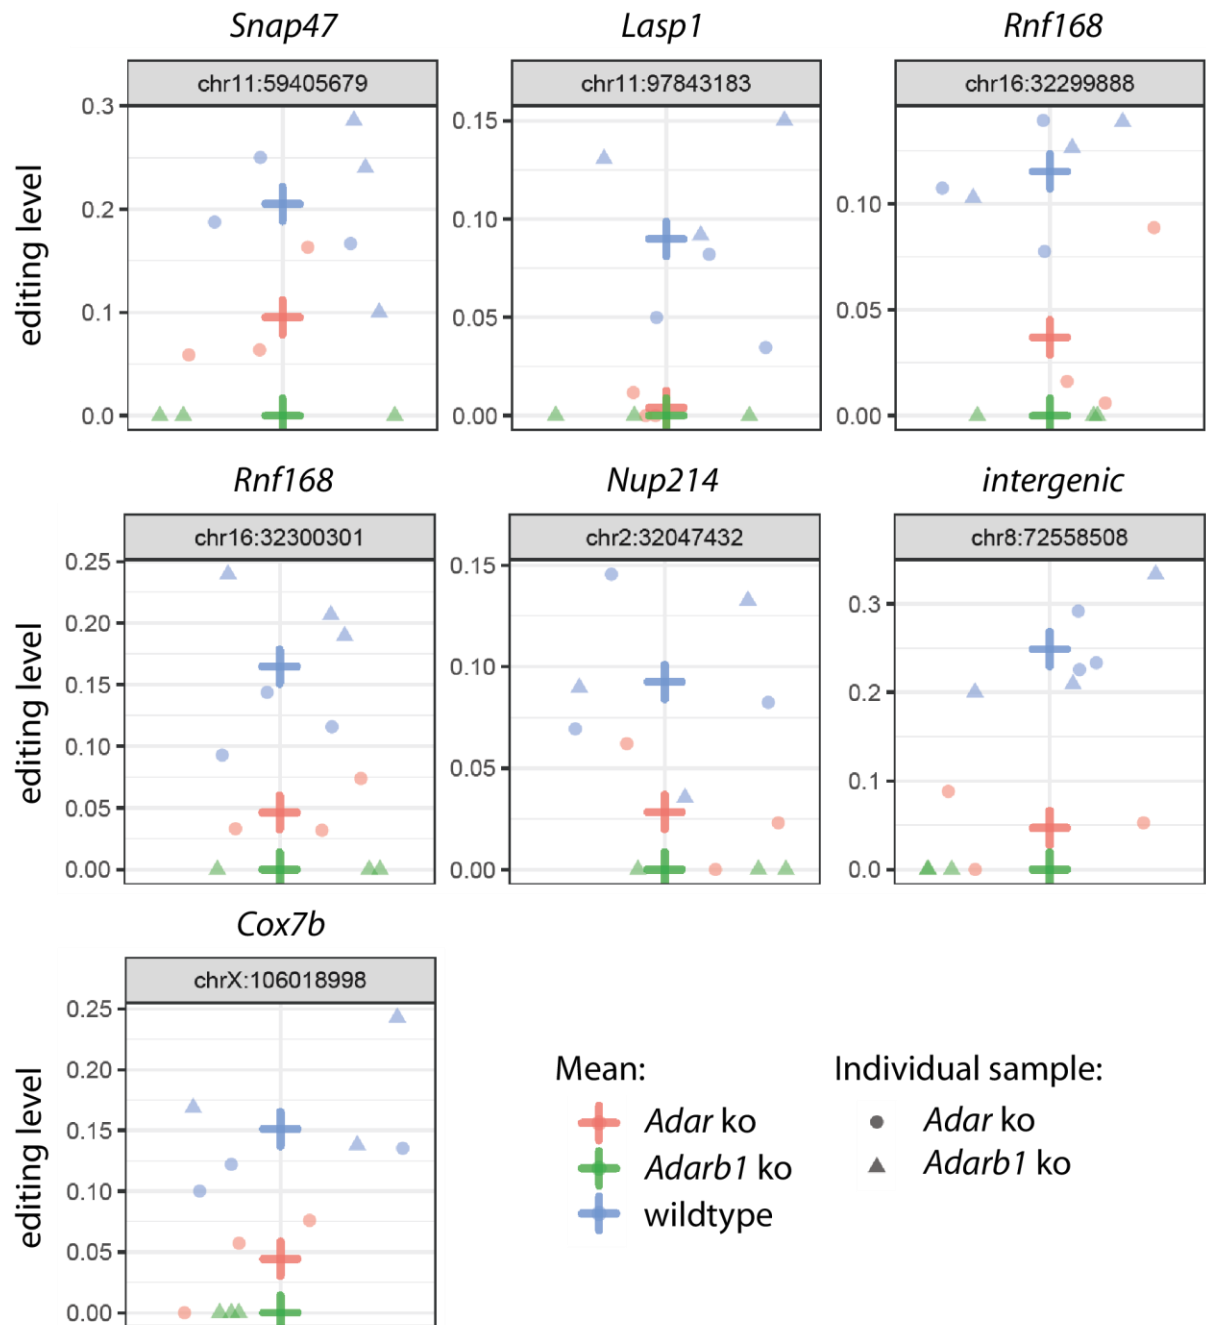 Snap47 Lasp1 Rnf168
chr11:59405679 chr11:97843183 chr16:32299888
editing level
0.3
0.2
0.1
0.0
0.15
0.10
0.05
0.00
0.10
0.05
0.00
Rnf168 Nup214 intergenic
chr16:32300301 chr2:32047432 chr8:72558508
editing level
0.25
0.20
0.15
0.10
0.05
0.00
0.15
0.10
0.05
0.00
0.3
0.2
0.1
0.0
Cox7b
chrX:106018998
editing level
0.25
0.20
0.15
0.10
0.05
0.00
Mean:
Adar ko
Adarb1 ko
wildtype
Individual sample:
Adar ko
Adarb1 ko